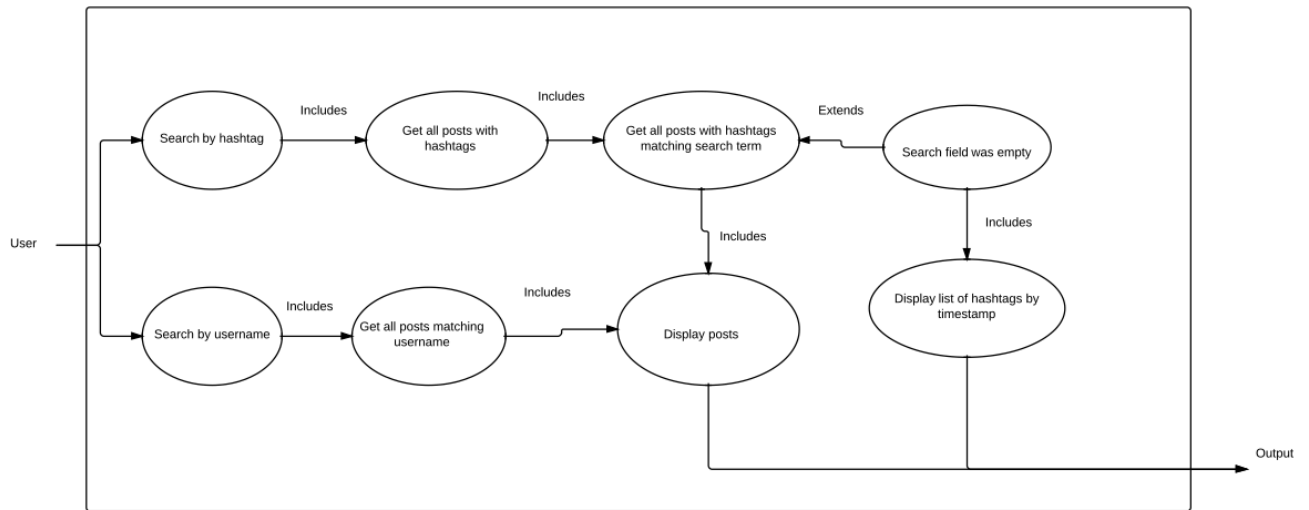 Includes
Includes
Extends
Search by hashtag
Get all posts with
hashtags
Get all posts with hashtags
matching search term
Search field was empty
User
Includes
Includes
Includes
Includes
Search by username
Get all posts matching
username
Display posts
Display list of hashtags by
timestamp
Output